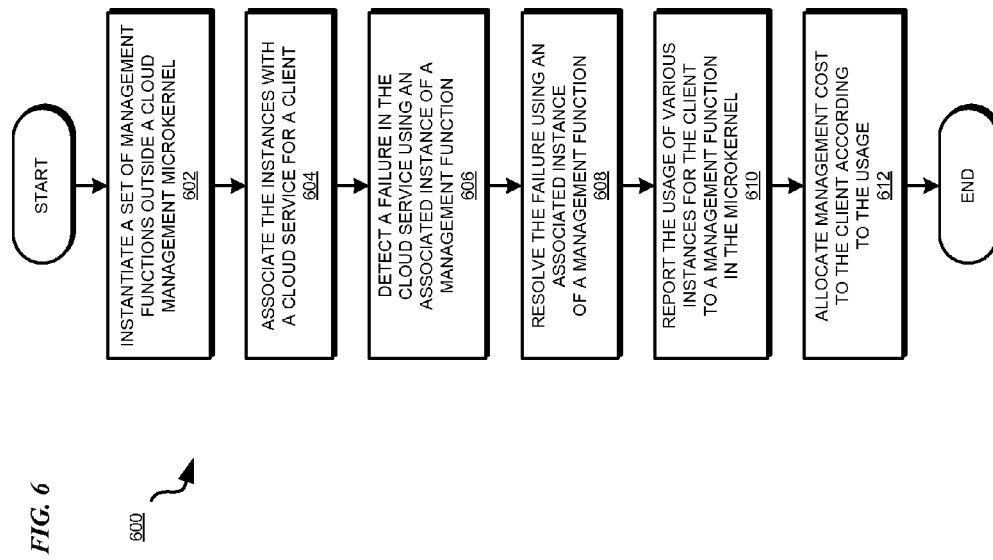 FIG. 6
600
START
INSTANTIATE A SET OF MANAGEMENT
FUNCTIONS OUTSIDE A CLOUD
MANAGEMENT MICROKERNEL
602
ASSOCIATE THE INSTANCES WITH
A CLOUD SERVICE FOR A CLIENT
604
DETECT A FAILURE IN THE
CLOUD SERVICE USING AN
ASSOCIATED INSTANCE OF A
MANAGEMENT FUNCTION
606
RESOLVE THE FAILURE USING AN
ASSOCIATED INSTANCE
OF A MANAGEMENT FUNCTION
608
REPORT THE USAGE OF VARIOUS
INSTANCES FOR THE CLIENT
TO A MANAGEMENT FUNCTION
IN THE MICROKERNEL
610
ALLOCATE MANAGEMENT COST
TO THE CLIENT ACCORDING
TO THE USAGE
612
END